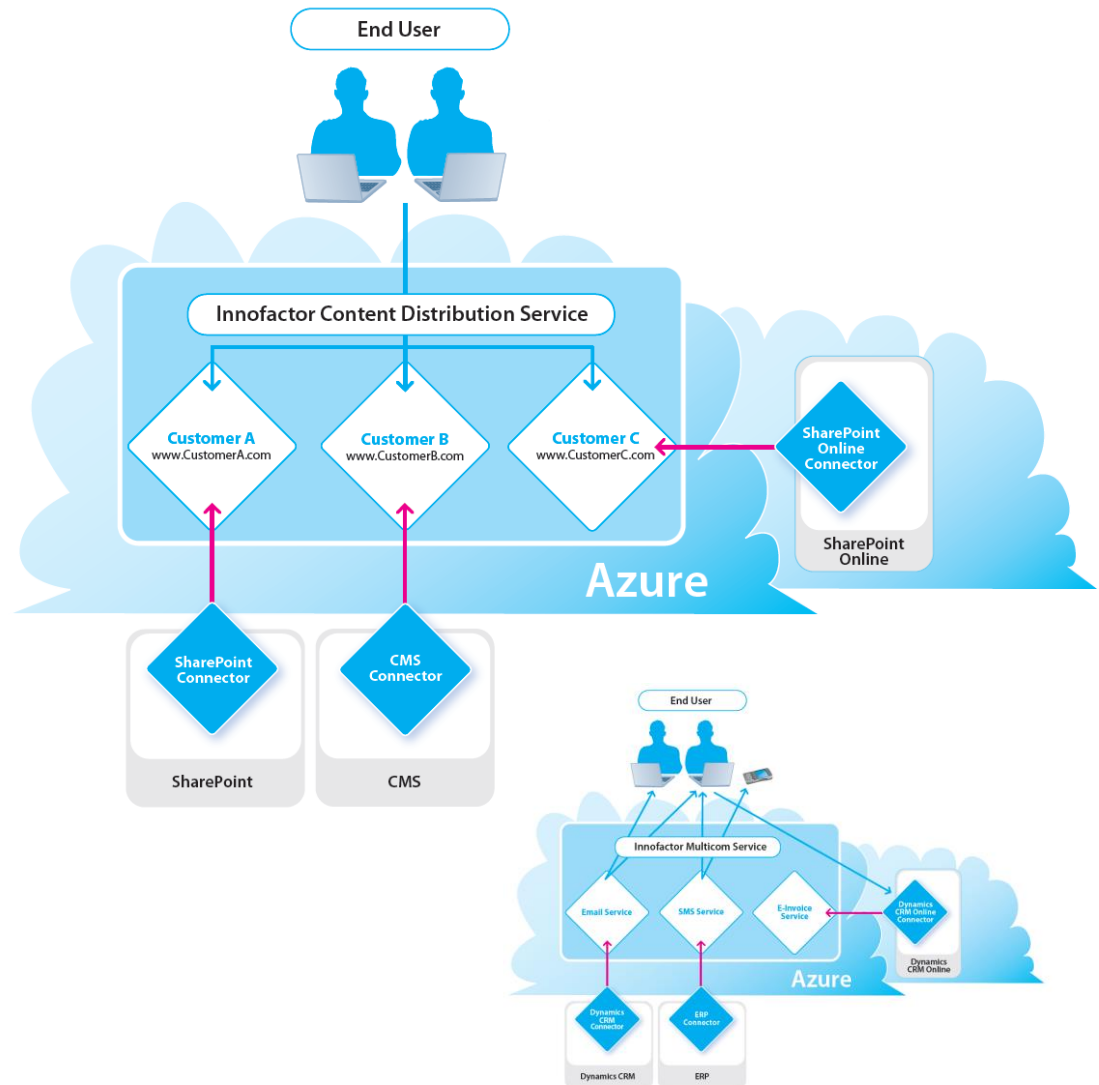 End User
Innofactor Content Distribution Service
Customer A
www.CustomerA.com
Customer B
www.CustomerB.com
Customer C
www.CustomerC.com
SharePoint
Online
Connector
SharePoint
Online
Azure
SharePoint
Connector
SharePoint
CMS
Connector
CMS
End User
Innofactor Multicom Service
Email Service
SMS Service
E-Invoice
Service
Dynamics
CRM Online
Connector
Dynamics
CRM Online
Azure
Dynamics
CRM
Connector
Dynamics CRM
ERP
Connector
ERP